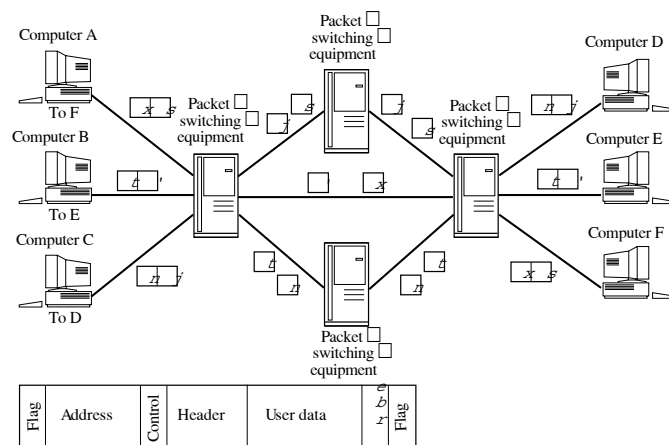 Packet
switching
equipment
Computer A
Computer D
To F
x s
Packet
switching
equipment
s
j
j
s
Packet
switching
equipment
n j
Computer B
Computer E
To E
t '
' x
t '
Computer C
Computer F
To D
n j
t
n
t
n
x s
Packet
switching
equipment
Flag Address Control Header User data e b r Flag